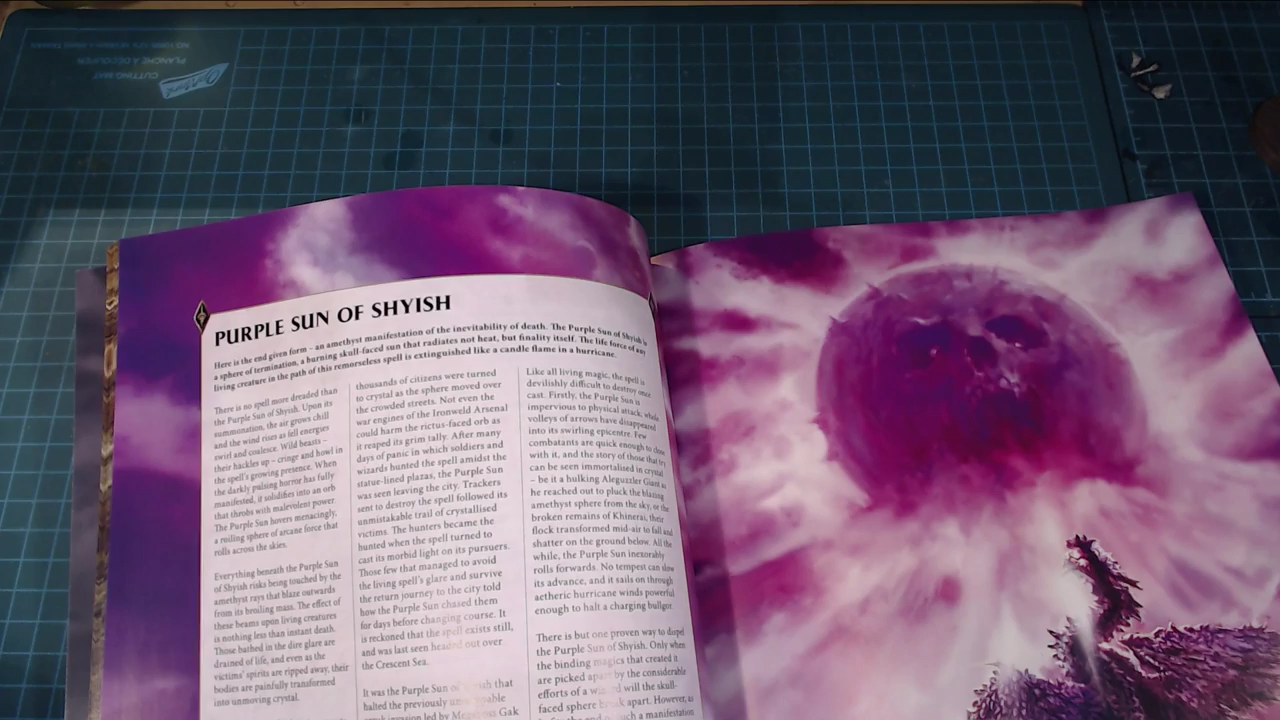 CUTTING MAT
PLANCHE À DÉCOUPER
PURPLE SUN OF SHYISH
Here is the end given form – an amethyst manifestation of the inevitability of death. The Purple Sun of Shyish is
a sphere of termination, a burning skull-faced sun that radiates not heat, but finality itself. The life force of any
living creature in the path of this remorseless spell is extinguished like a candle flame in a hurricane.
There is no spell more dreaded than
the Purple Sun of Shyish. Upon its
summonation, the air grows chill
and the wind rises as fell energies
swirl and coalesce. Wild beasts –
their hackles up – cringe and howl in
the spell's growing presence. When
the darkly pulsing horror has fully
manifested, it solidifies into an orb
that throbs with malevolent power.
The Purple Sun hovers menacingly,
a roiling sphere of arcane force that
rolls across the skies.
Everything beneath the Purple Sun
of Shyish risks being touched by the
amethyst rays that blaze outwards
from its broiling mass. The effect of
these beams upon living creatures
is nothing less than instant death.
Those bathed in the dire glare are
drained of life, and even as the
victims' spirits are ripped away, their
bodies are painfully transformed
into unmoving crystal.
thousands of citizens were turned
to crystal as the sphere moved over
the crowded streets. Not even the
war engines of the Ironweld Arsenal
could harm the rictus-faced orb as
it reaped its grim tally. After many
days of panic in which soldiers and
wizards hunted the spell amidst the
statue-lined plazas, the Purple Sun
was seen leaving the city. Trackers
sent to destroy the spell followed its
unmistakable trail of crystallised
victims. The hunters became the
hunted when the spell turned to
cast its morbid light on its pursuers.
Those few that managed to avoid
the living spell's glare and survive
the return journey to the city told
how the Purple Sun chased them
for days before changing course. It
is reckoned that the spell exists still,
and was last seen headed out over
the Crescent Sea.
It was the Purple Sun of Shyish that
halted the previously unstoppable
invasion led by Megaboss Gak
Like all living magic, the spell is
devilishly difficult to destroy once
cast. Firstly, the Purple Sun is
impervious to physical attack; whole
volleys of arrows have disappeared
into its swirling epicentre. Few
combatants are quick enough to close
with it, and the story of those that try
can be seen immortalised in crystal
– be it a hulking Aleguzzler Giant as
he reached out to pluck the blazing
amethyst sphere from the sky, or the
broken remains of Khinerai, their
flock transformed mid-air to fall and
shatter on the ground below. All the
while, the Purple Sun inexorably
rolls forwards. No tempest can slow
its advance, and it sails on through
aetheric hurricane winds powerful
enough to halt a charging bullgor.
There is but one proven way to dispel
the Purple Sun of Shyish. Only when
the binding magics that created it
are picked apart by the considerable
efforts of a wizard will the skull-
faced sphere break apart. However, as
such a manifestation